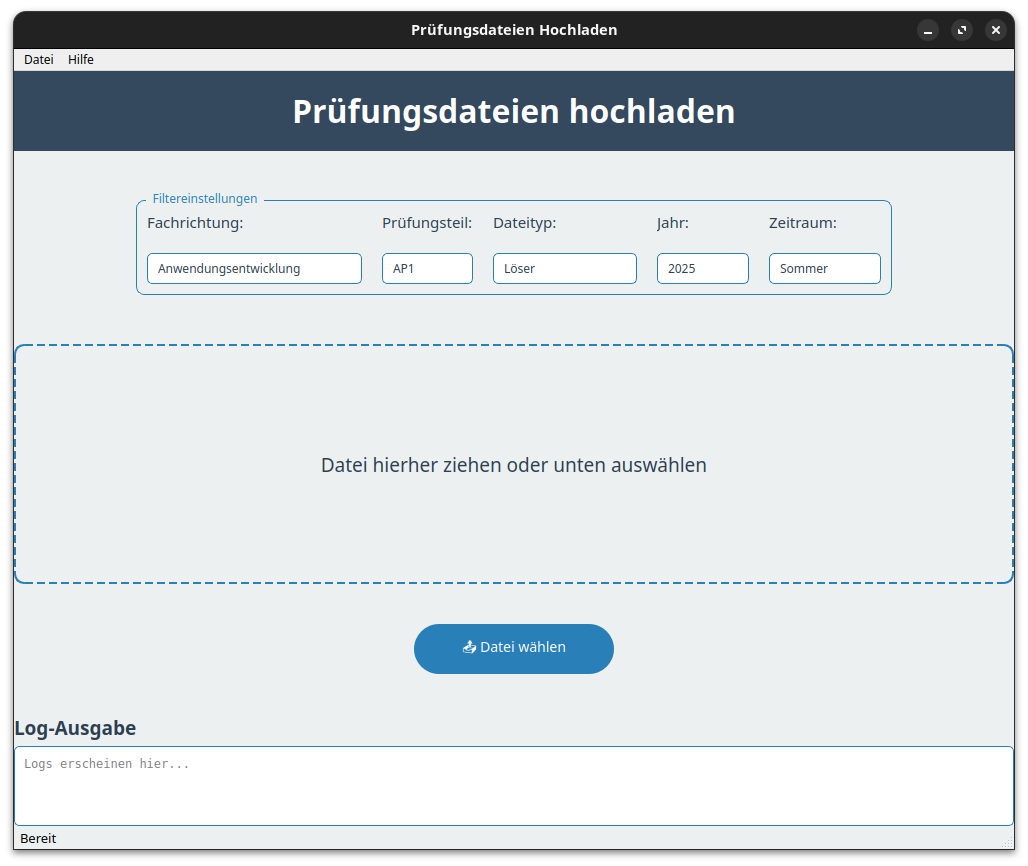 Prüfungsdateien Hochladen
Datei Hilfe
Prüfungsdateien hochladen
Filtereinstellungen
Fachrichtung: Prüfungsteil: Dateityp: Jahr: Zeitraum:
Anwendungsentwicklung AP1 Löser 2025 Sommer
Datei hierher ziehen oder unten auswählen
📤 Datei wählen
Log-Ausgabe
Logs erscheinen hier...
Bereit